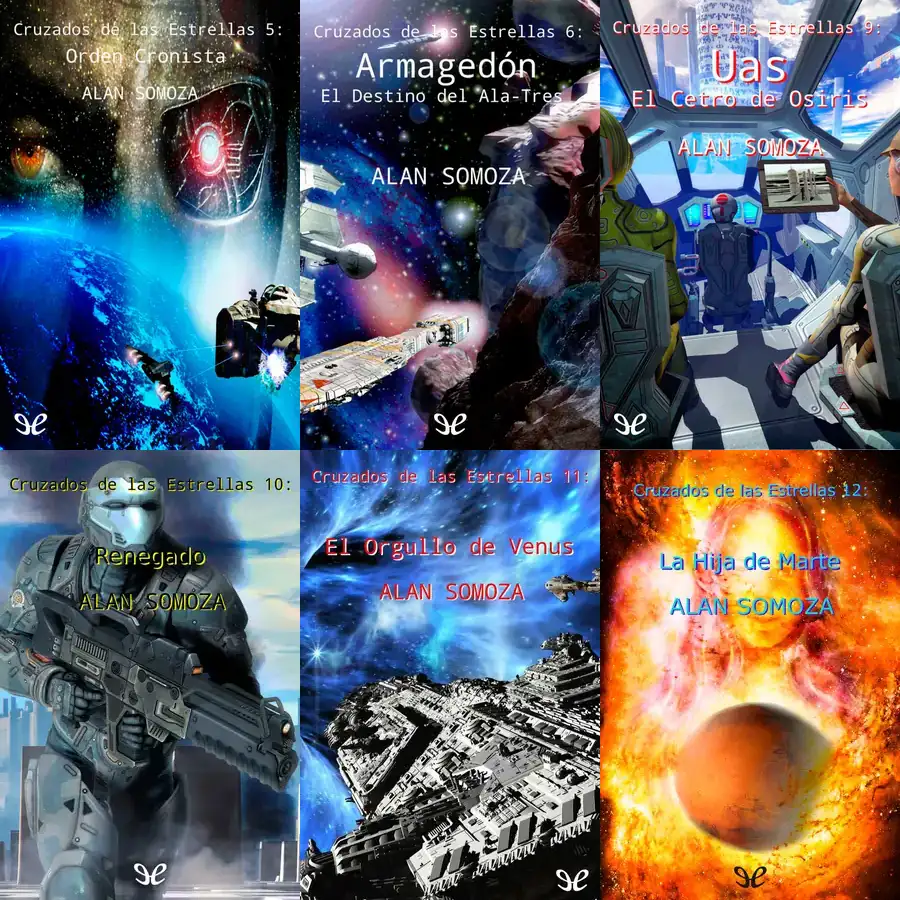 Cruzados de las Estrellas 5:
Orden Cronista
ALAN SOMOZA
Cruzados de las Estrellas 6:
Armagedón
El Destino del Ala-Tres
ALAN SOMOZA
Cruzados de las Estrellas 9:
Uas
El Cetro de Osiris
ALAN SOMOZA
Cruzados de las Estrellas 10:
Renegado
ALAN SOMOZA
Cruzados de las Estrellas 11:
El Orgullo de Venus
ALAN SOMOZA
Cruzados de las Estrellas 12:
La Hija de Marte
ALAN SOMOZA